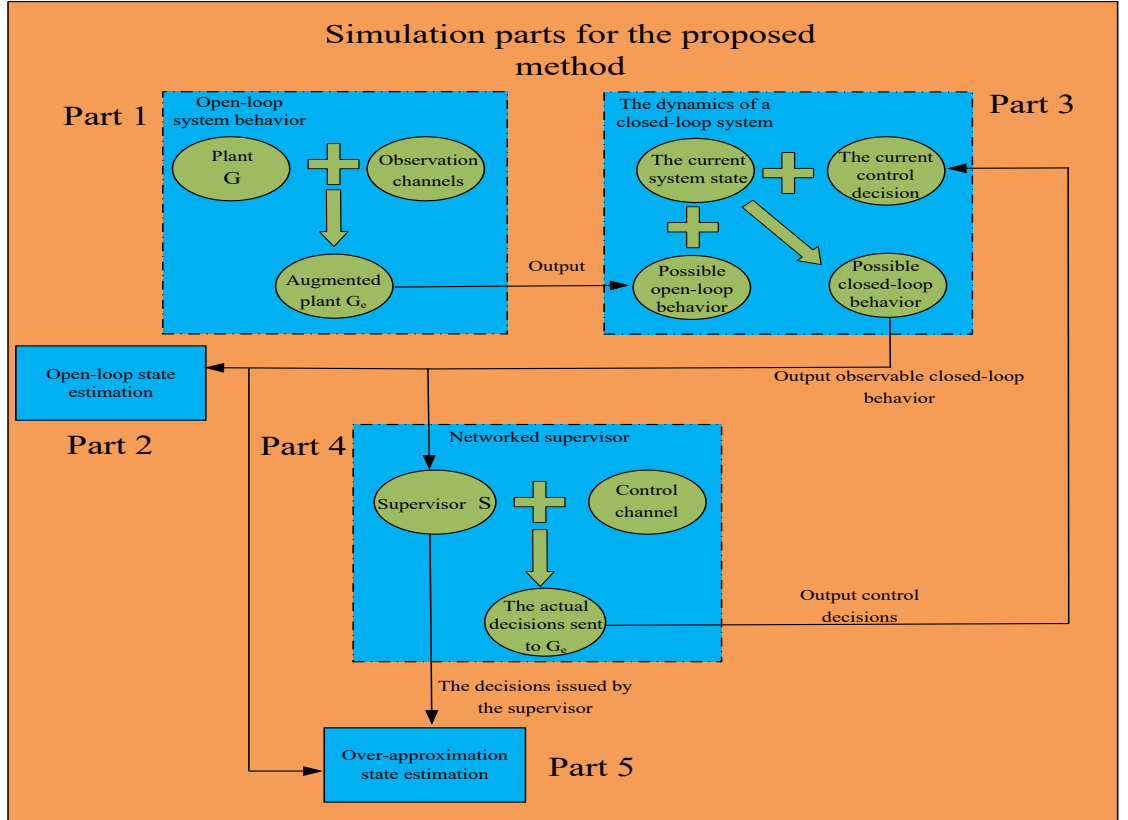 Simulation parts for the proposed
method
Part 1
Open-loop
system behavior
Plant
G
Observation
channels
Augmented
plant Gₑ
Output
Part 3
The dynamics of a
closed-loop system
The current
system state
The current
control
decision
Possible
open-loop
behavior
Possible
closed-loop
behavior
Open-loop state
estimation
Part 2
Output observable closed-loop
behavior
Part 4
Networked supervisor
Supervisor S
Control
channel
The actual
decisions sent
to Gₑ
Output control
decisions
The decisions issued by
the supervisor
Over-approximation
state estimation
Part 5